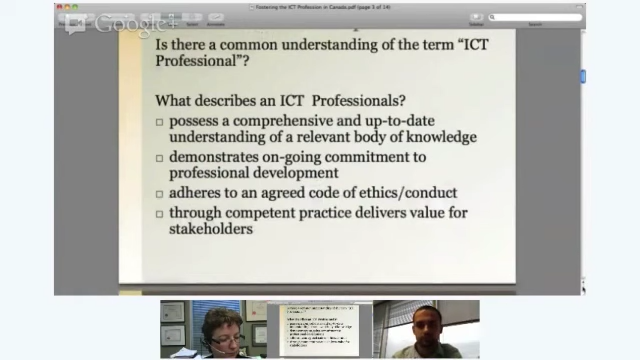 Fostering the ICT Profession in Canada.pdf (page 3 of 14)
Google+
Search
Is there a common understanding of the term "ICT
Professional"?
What describes an ICT Professionals?
possess a comprehensive and up-to-date
understanding of a relevant body of knowledge
demonstrates on-going commitment to
professional development
adheres to an agreed code of ethics/conduct
through competent practice delivers value for
stakeholders